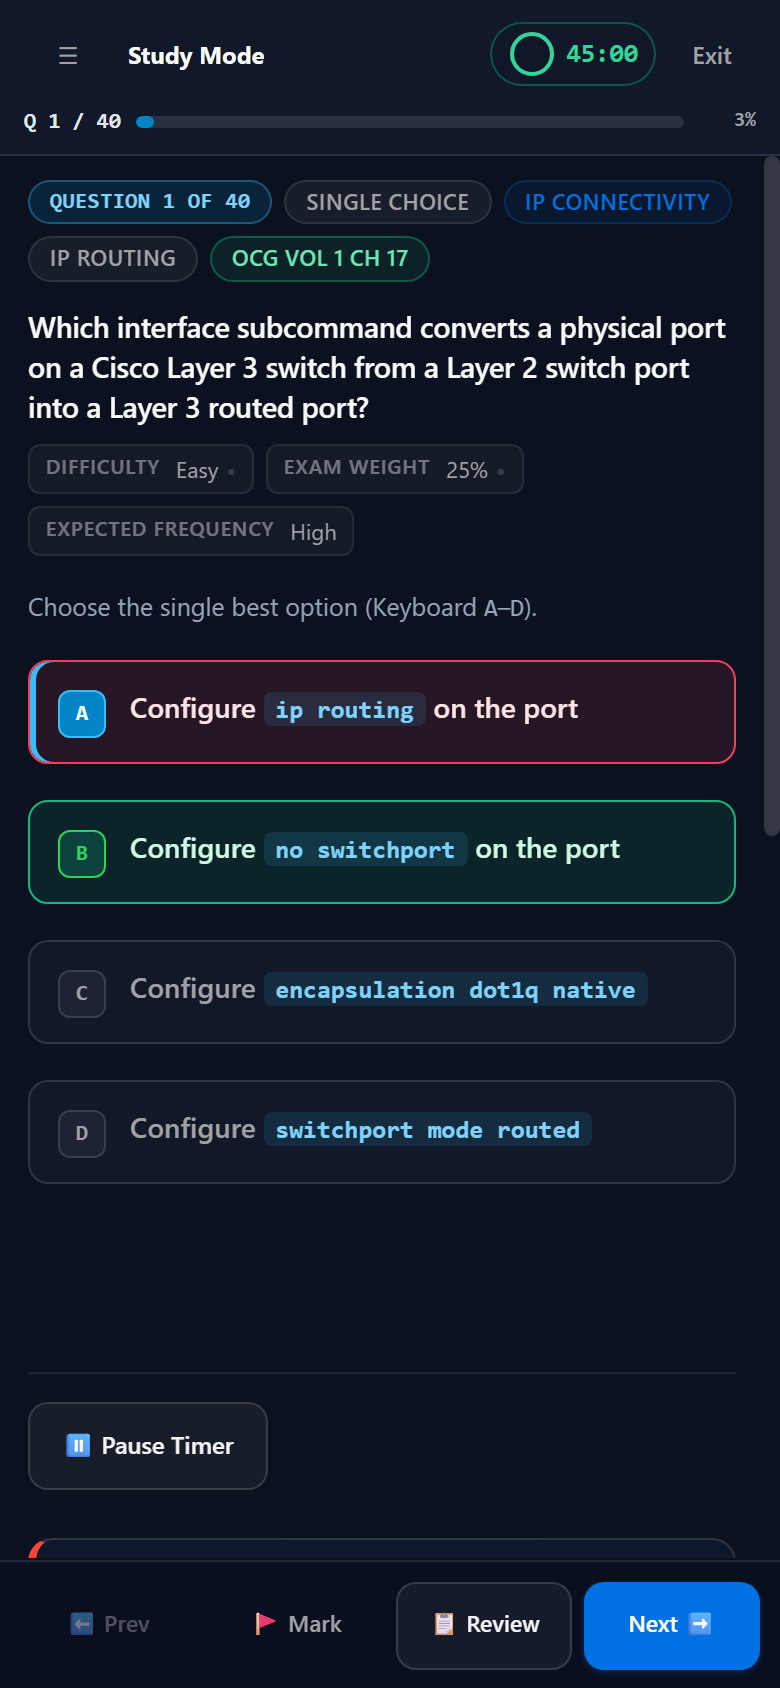 ☰ Study Mode 45:00 Exit
Q 1 / 40 3%
QUESTION 1 OF 40 SINGLE CHOICE IP CONNECTIVITY
IP ROUTING OCG VOL 1 CH 17
Which interface subcommand converts a physical port
on a Cisco Layer 3 switch from a Layer 2 switch port
into a Layer 3 routed port?
DIFFICULTY Easy •
EXAM WEIGHT 25% •
EXPECTED FREQUENCY High
Choose the single best option (Keyboard A–D).
A Configure ip routing on the port
B Configure no switchport on the port
C Configure encapsulation dot1q native
D Configure switchport mode routed
⏸ Pause Timer
⬅ Prev 🚩 Mark 📋 Review Next ➡